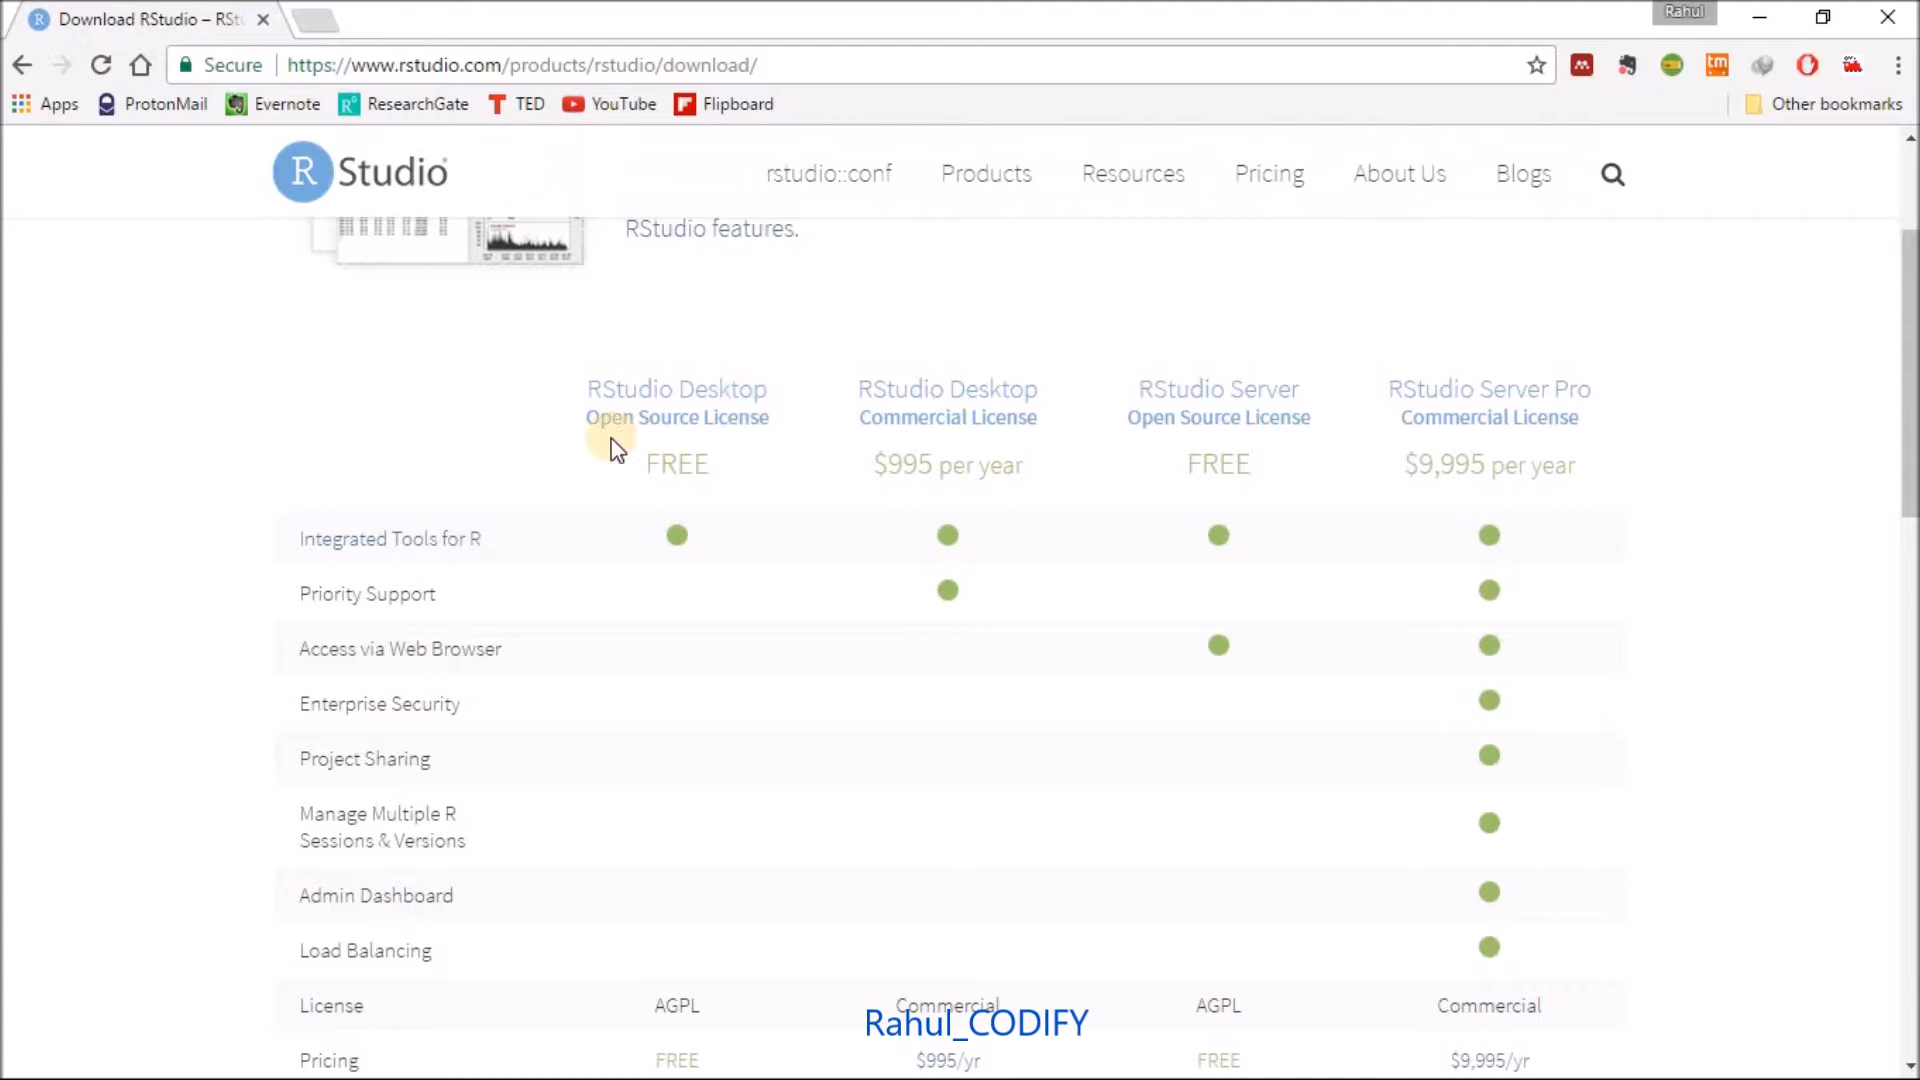 Download RStudio – RSt
Rahul
Secure
https://www.rstudio.com/products/rstudio/download/
Apps ProtonMail Evernote ResearchGate TED YouTube Flipboard Other bookmarks
R Studio rstudio::conf Products Resources Pricing About Us Blogs
RStudio features.
RStudio Desktop RStudio Desktop RStudio Server RStudio Server Pro
Open Source License Commercial License Open Source License Commercial License
FREE $995 per year FREE $9,995 per year
Integrated Tools for R
Priority Support
Access via Web Browser
Enterprise Security
Project Sharing
Manage Multiple R
Sessions & Versions
Admin Dashboard
Load Balancing
License AGPL Commercial AGPL Commercial
Rahul_CODIFY
Pricing FREE $995/yr FREE $9,995/yr